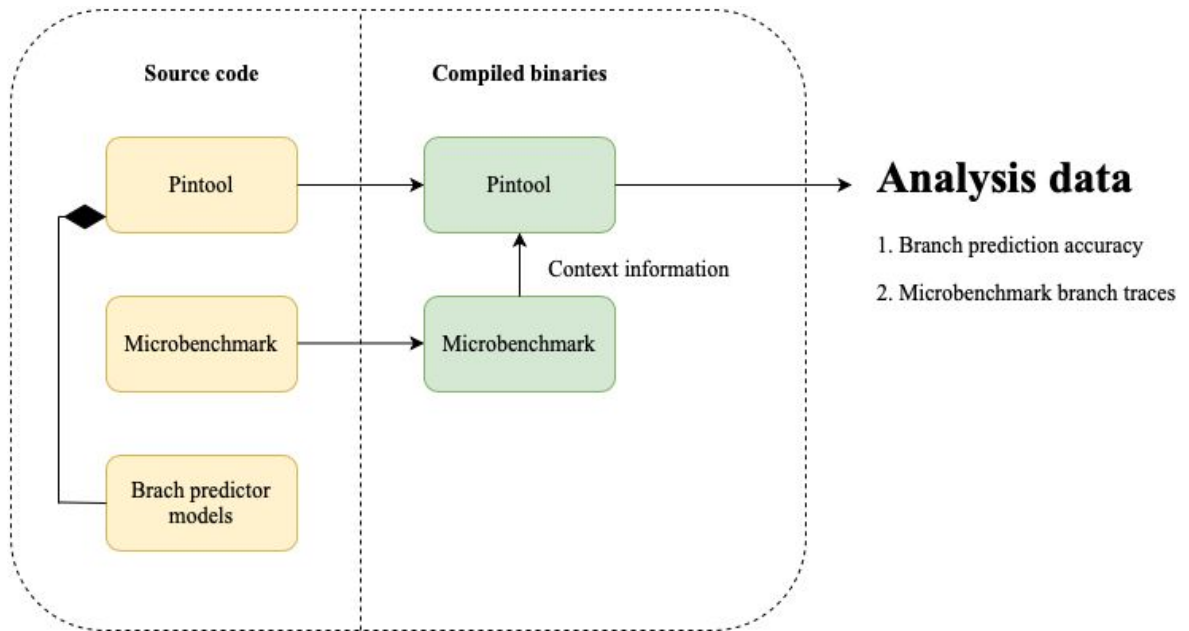 Source code
Compiled binaries
Pintool
Pintool
Analysis data
1. Branch prediction accuracy
Context information
2. Microbenchmark branch traces
Microbenchmark
Microbenchmark
Brach predictor
models